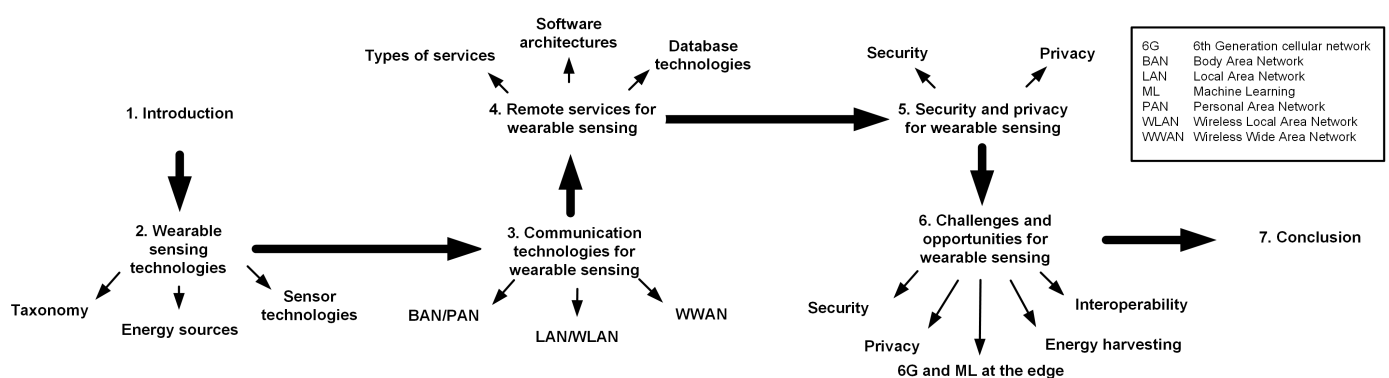 1. Introduction
2. Wearable
sensing
technologies
Taxonomy
Energy sources
Sensor
technologies
3. Communication
technologies for
wearable sensing
BAN/PAN
LAN/WLAN
WWAN
4. Remote services for
wearable sensing
Types of services
Software
architectures
Database
technologies
5. Security and privacy
for wearable sensing
Security
Privacy
6. Challenges and
opportunities for
wearable sensing
Security
Privacy
6G and ML at the edge
Energy harvesting
Interoperability
7. Conclusion
6G 6th Generation cellular network
BAN Body Area Network
LAN Local Area Network
ML Machine Learning
PAN Personal Area Network
WLAN Wireless Local Area Network
WWAN Wireless Wide Area Network